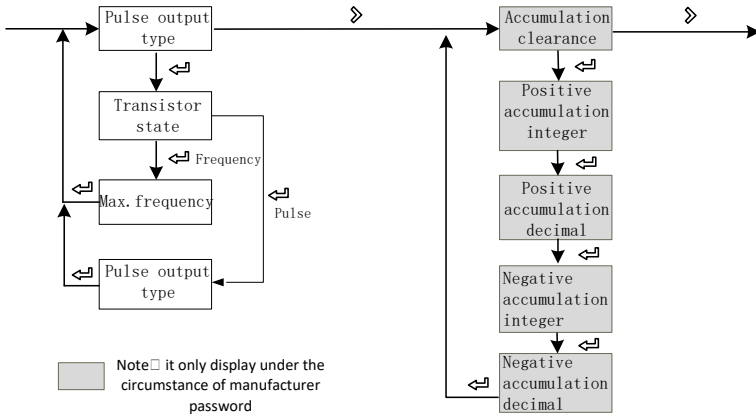 Pulse output
type
Transistor
state
Frequency
Pulse
Max.frequency
Pulse output
type
Accumulation
clearance
Positive
accumulation
integer
Positive
accumulation
decimal
Negative
accumulation
integer
Negative
accumulation
decimal
Note□ it only display under the
circumstance of manufacturer
password